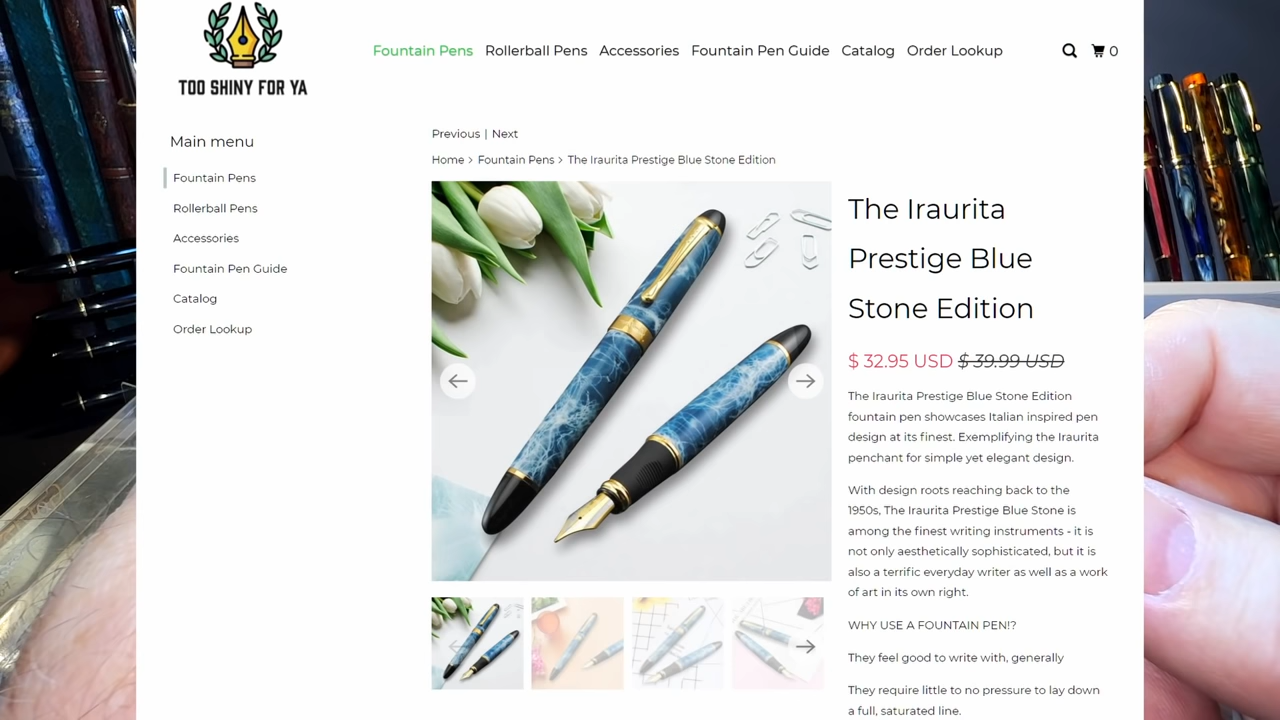 TOO SHINY FOR YA
Fountain Pens Rollerball Pens Accessories Fountain Pen Guide Catalog Order Lookup
0
Main menu
Fountain Pens
Rollerball Pens
Accessories
Fountain Pen Guide
Catalog
Order Lookup
Previous | Next
Home > Fountain Pens > The Iraurita Prestige Blue Stone Edition
The Iraurita
Prestige Blue
Stone Edition
$ 32.95 USD $ 39.99 USD
The Iraurita Prestige Blue Stone Edition
fountain pen showcases Italian inspired pen
design at its finest. Exemplifying the Iraurita
penchant for simple yet elegant design.
With design roots reaching back to the
1950s, The Iraurita Prestige Blue Stone is
among the finest writing instruments - it is
not only aesthetically sophisticated, but it is
also a terrific everyday writer as well as a work
of art in its own right.
WHY USE A FOUNTAIN PEN!?
They feel good to write with, generally
They require little to no pressure to lay down
a full, saturated line.